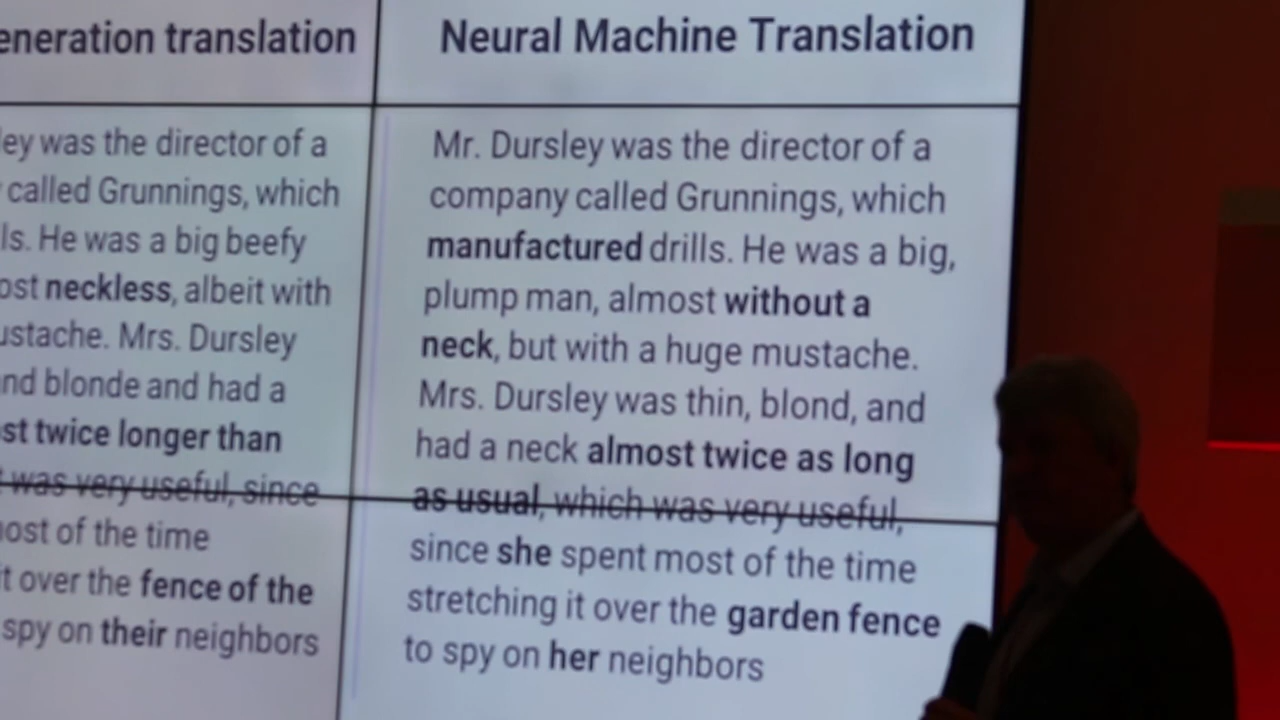 eneration translation
ley was the director of a
called Grunnings, which
ls. He was a big beefy
ost neckless, albeit with
ustache. Mrs. Dursley
nd blonde and had a
st twice longer than
was very useful, since
ost of the time
it over the fence of the
spy on their neighbors
Neural Machine Translation
Mr. Dursley was the director of a
company called Grunnings, which
manufactured drills. He was a big,
plump man, almost without a
neck, but with a huge mustache.
Mrs. Dursley was thin, blond, and
had a neck almost twice as long
as usual, which was very useful,
since she spent most of the time
stretching it over the garden fence
to spy on her neighbors